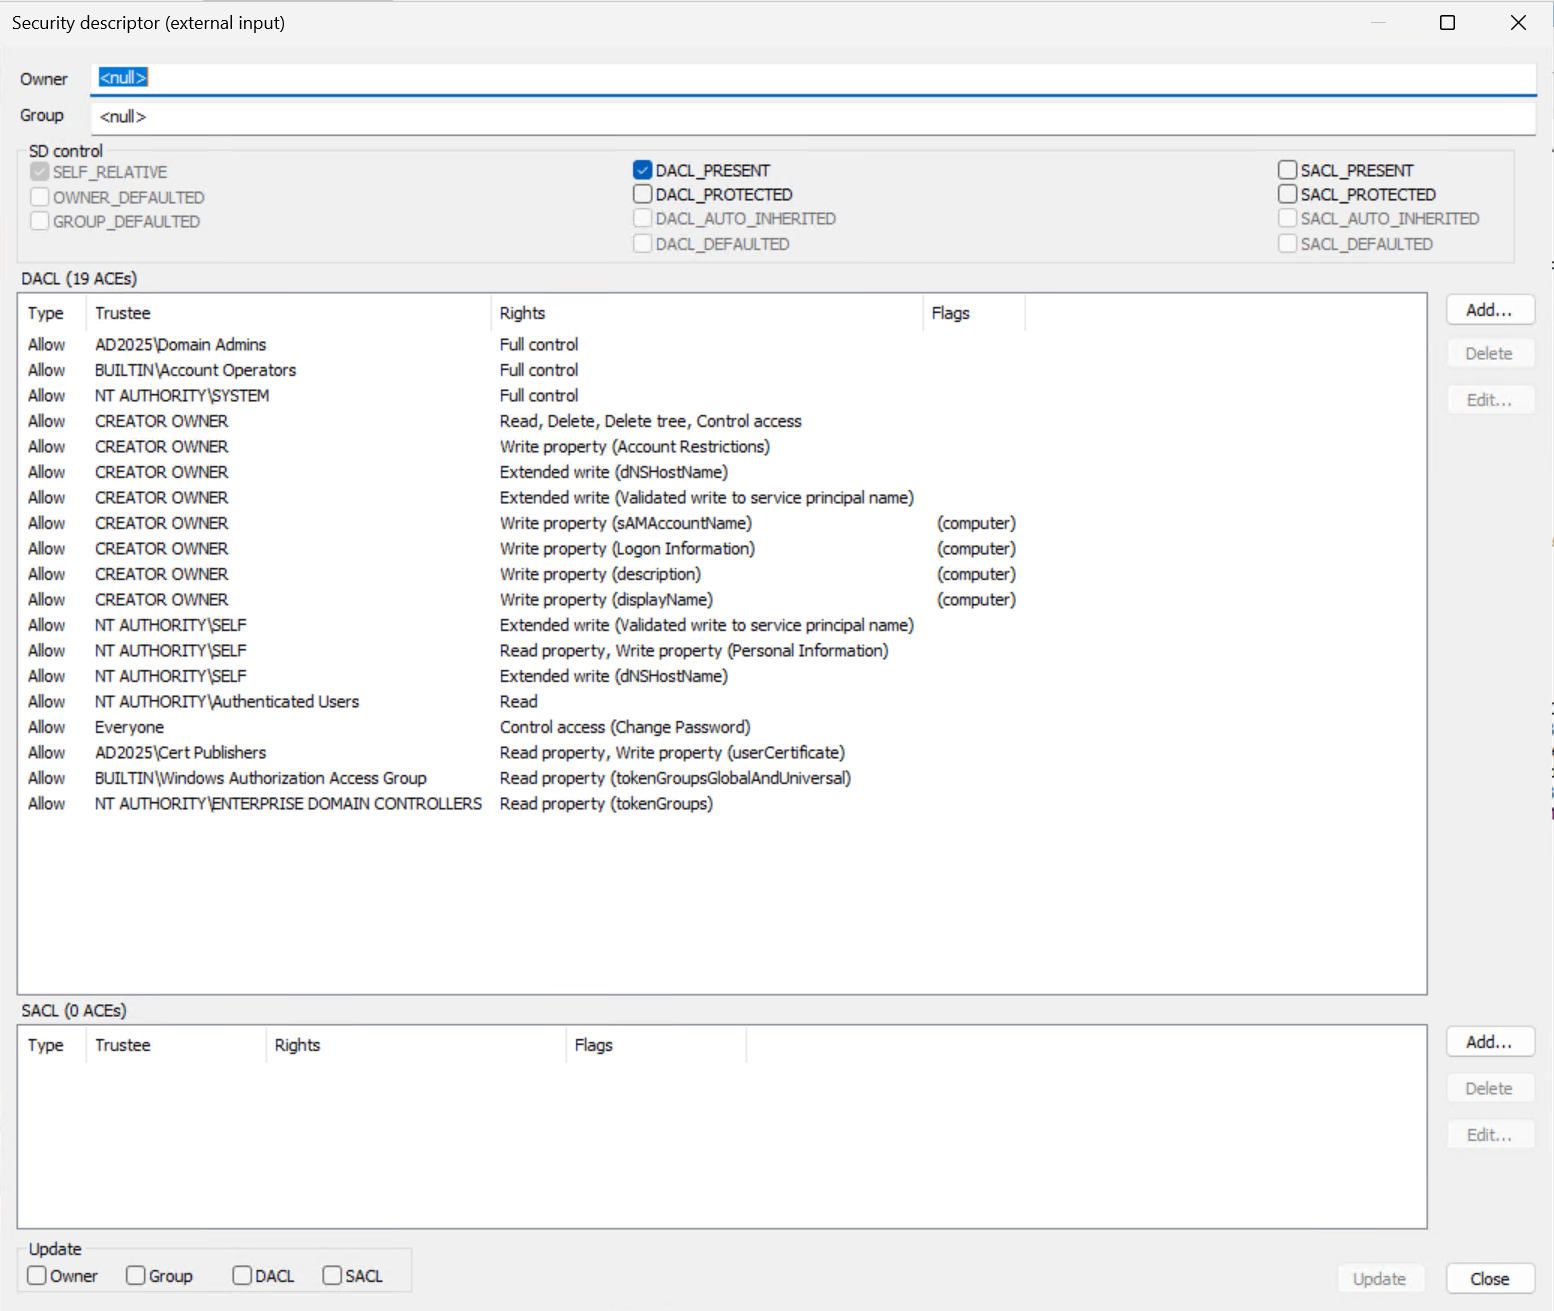 Security descriptor (external input)
Owner <null>
Group <null>
SD control
SELF_RELATIVE DACL_PRESENT SACL_PRESENT
OWNER_DEFAULTED DACL_PROTECTED SACL_PROTECTED
GROUP_DEFAULTED DACL_AUTO_INHERITED SACL_AUTO_INHERITED
DACL_DEFAULTED SACL_DEFAULTED
DACL (19 ACEs)
Type Trustee Rights Flags Add...
Allow AD2025\Domain Admins Full control Delete
Allow BUILTIN\Account Operators Full control
Allow NT AUTHORITY\SYSTEM Full control Edit...
Allow CREATOR OWNER Read, Delete, Delete tree, Control access
Allow CREATOR OWNER Write property (Account Restrictions)
Allow CREATOR OWNER Extended write (dNSHostName)
Allow CREATOR OWNER Extended write (Validated write to service principal name)
Allow CREATOR OWNER Write property (sAMAccountName) (computer)
Allow CREATOR OWNER Write property (Logon Information) (computer)
Allow CREATOR OWNER Write property (description) (computer)
Allow CREATOR OWNER Write property (displayName) (computer)
Allow NT AUTHORITY\SELF Extended write (Validated write to service principal name)
Allow NT AUTHORITY\SELF Read property, Write property (Personal Information)
Allow NT AUTHORITY\SELF Extended write (dNSHostName)
Allow NT AUTHORITY\Authenticated Users Read
Allow Everyone Control access (Change Password)
Allow AD2025\Cert Publishers Read property, Write property (userCertificate)
Allow BUILTIN\Windows Authorization Access Group Read property (tokenGroupsGlobalAndUniversal)
Allow NT AUTHORITY\ENTERPRISE DOMAIN CONTROLLERS Read property (tokenGroups)
SACL (0 ACEs)
Type Trustee Rights Flags Add...
Delete
Edit...
Update
Owner Group DACL SACL Update Close